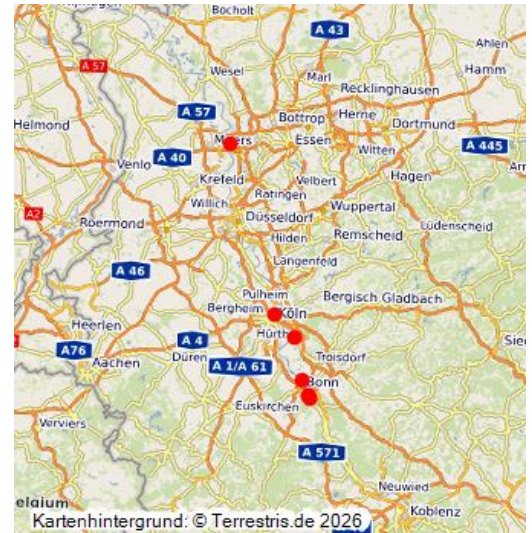 Bocholt
A 43
Ahlen
A 57
Wesel
Marl
Hamm
Recklinghausen
A 57
Bottrop
Herne
Helmond
Dortmund
Essen
A 445
Witten
A 40
Venlo
Krefeld
Velbert
Hagen
Ratingen
Willich
Wuppertal
A2
Düsseldorf
Roermond
Lüdenscheid
Hilden
Remscheid
Langenfeld
A 46
Pulheim
Bergisch Gladbach
Bergheim
Köln
Heerlen
A 4
Hürth
A76
Düren
Troisdorf
Aachen
A 1/A 61
Bonn
Euskirchen
Verviers
A 571
Neuwied
Koblenz
Kartenhintergrund: © Terrestris.de 2026